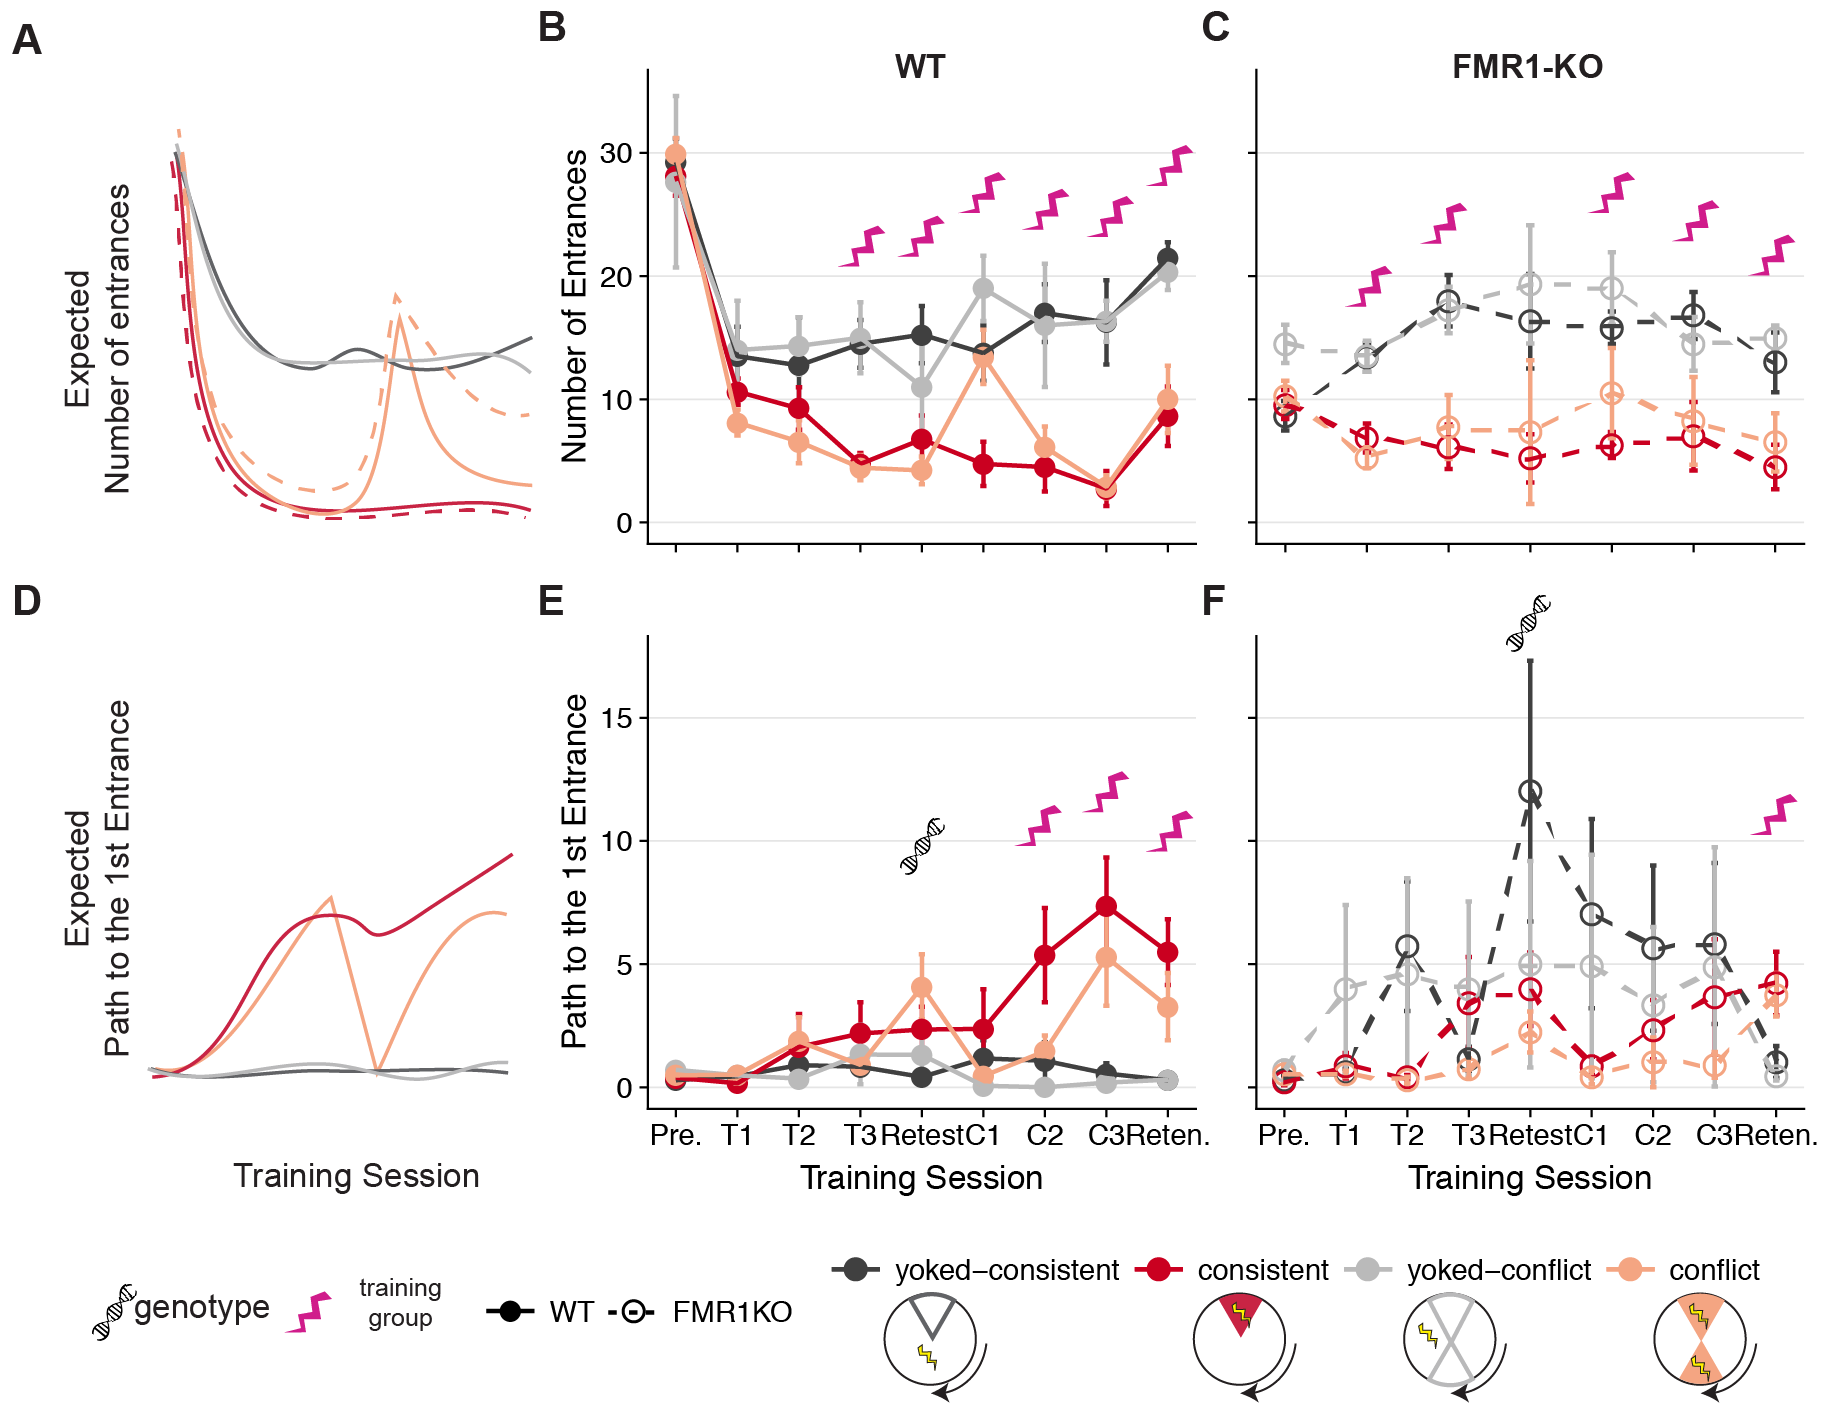 A
B
C
WT
FMR1-KO
Expected
Number of entrances
Number of Entrances
30
20
10
0
D
E
F
Expected
Path to the 1st Entrance
Path to the 1st Entrance
15
10
5
0
Pre. T1 T2 T3 Retest C1 C2 C3 Reten.
Pre. T1 T2 T3 Retest C1 C2 C3 Reten.
Training Session
Training Session
Training Session
yoked–consistent consistent yoked–conflict conflict
genotype
training
group
WT
FMR1KO